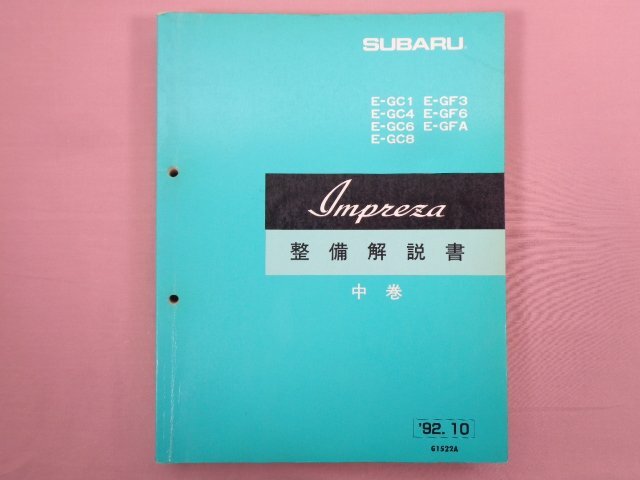 SUBARU
E-GC1 E-GF3
E-GC4 E-GF6
E-GC6 E-GFA
E-GC8
Impreza
整備解説書
中巻
'92.10
G1522A